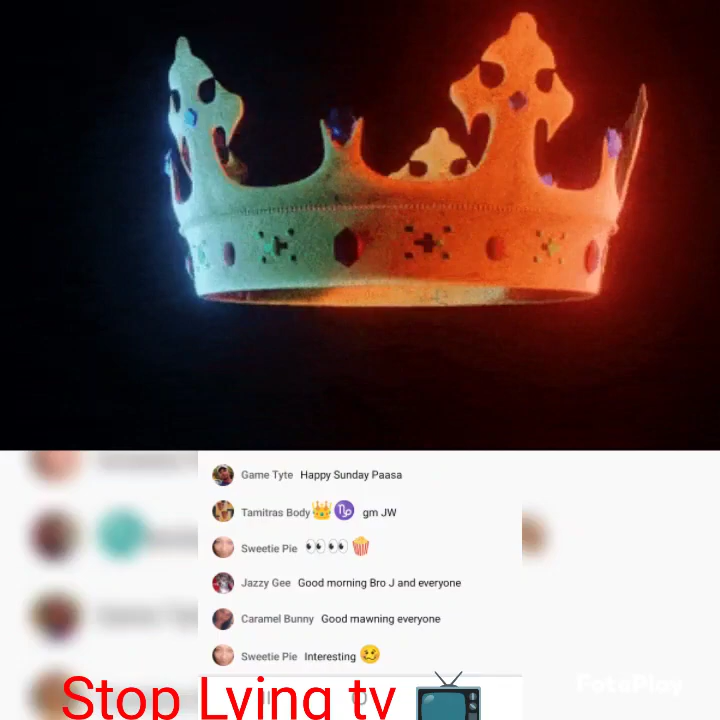 Game Tyte Happy Sunday Paasa
Tamitras Body👑♑ gm JW
Sweetie Pie 👀👀🍿
Jazzy Gee Good morning Bro J and everyone
Caramel Bunny Good mawning everyone
Sweetie Pie Interesting 🥴
Stop Lying tv
FotoPlay